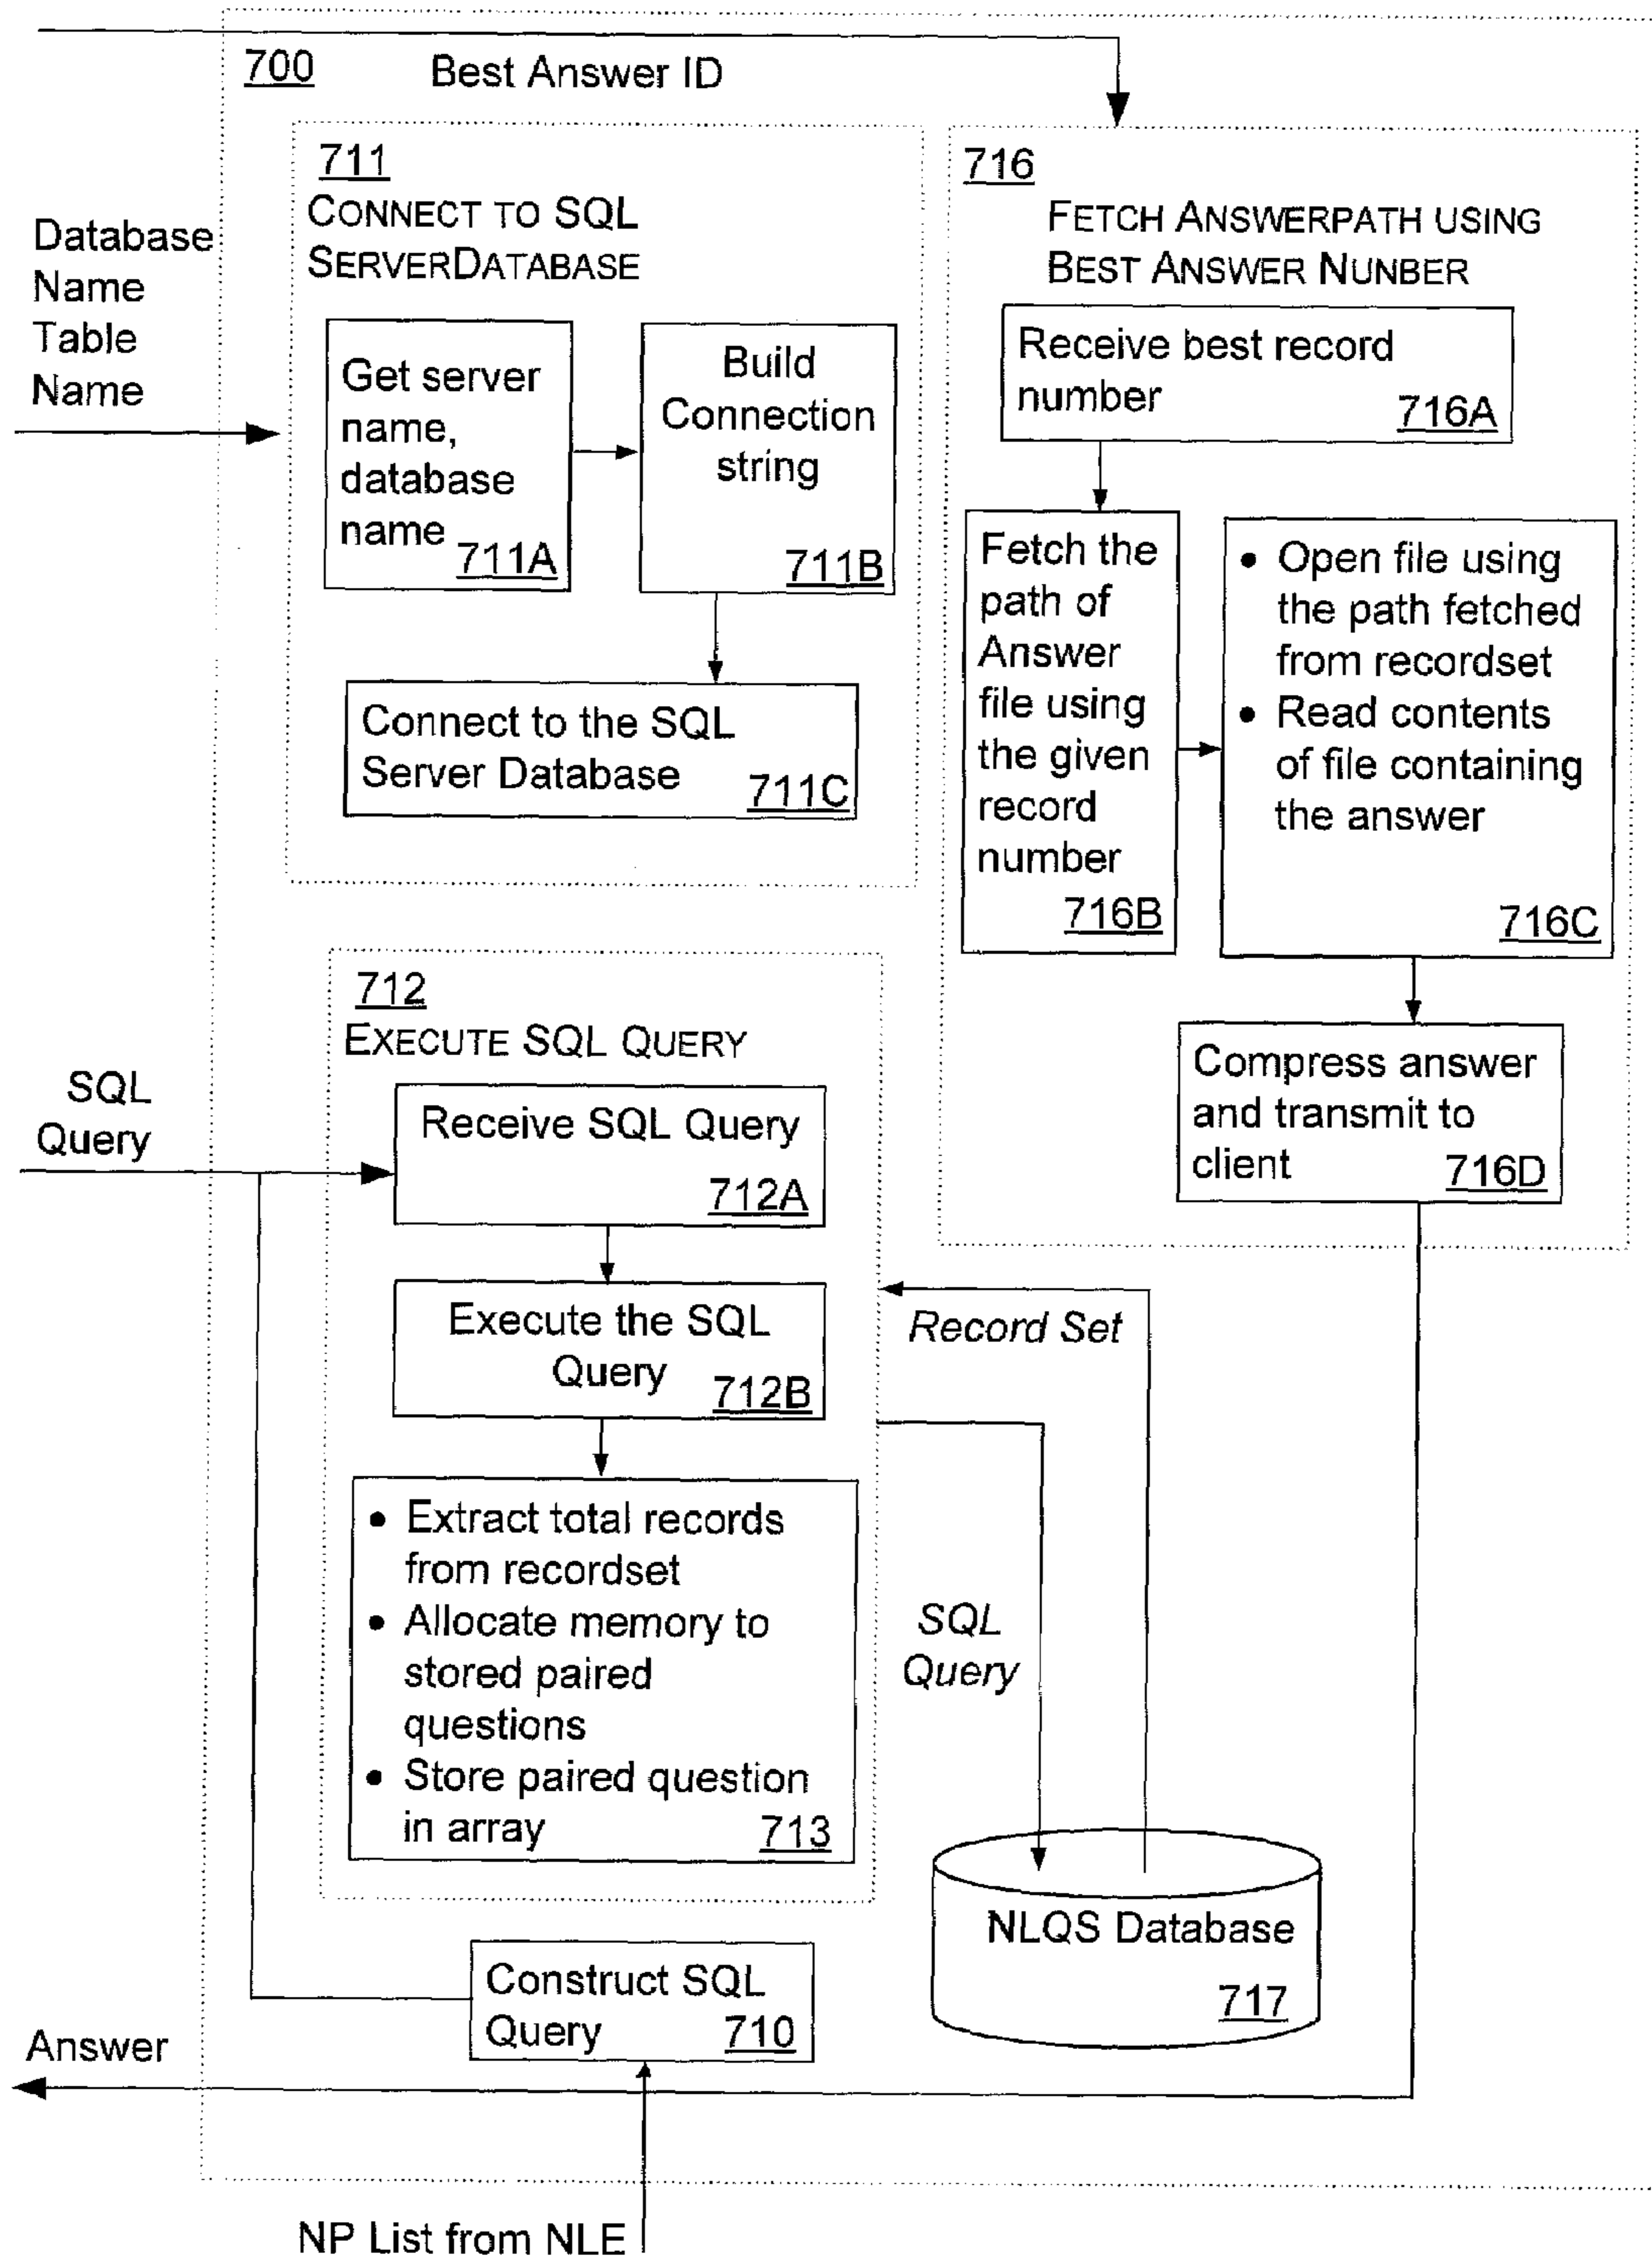 700
Best Answer ID
Database
Name
Table
Name
711
CONNECT TO SQL
SERVERDATABASE
Get server
name,
database
name
711A
Build
Connection
string
711B
Connect to the SQL
Server Database
711C
716
FETCH ANSWERPATH USING
BEST ANSWER NUNBER
Receive best record
number
716A
Fetch the
path of
Answer
file using
the given
record
number
716B
• Open file using
the path fetched
from recordset
• Read contents
of file containing
the answer
716C
Compress answer
and transmit to
client
716D
SQL
Query
712
EXECUTE SQL QUERY
Receive SQL Query
712A
Execute the SQL
Query
712B
• Extract total records
from recordset
• Allocate memory to
stored paired
questions
• Store paired question
in array
713
Record Set
SQL
Query
NLQS Database
717
Construct SQL
Query
710
Answer
NP List from NLE